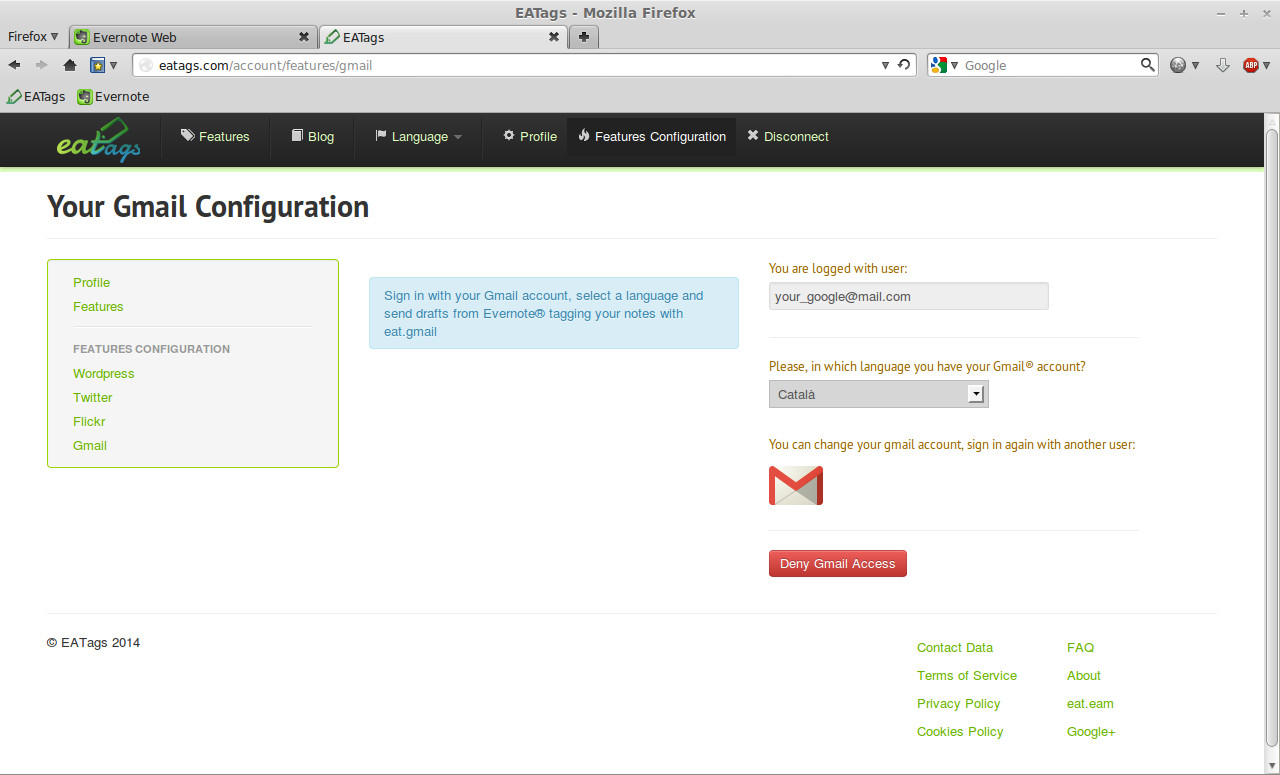 EATags - Mozilla Firefox
Firefox
Evernote Web
EATags
eatags.com/account/features/gmail
Google
ABP
EATags
Evernote
eatags
Features
Blog
Language
Profile
Features Configuration
Disconnect
Your Gmail Configuration
Profile
Features
FEATURES CONFIGURATION
Wordpress
Twitter
Flickr
Gmail
Sign in with your Gmail account, select a language and
send drafts from Evernote® tagging your notes with
eat.gmail
You are logged with user:
your_google@mail.com
Please, in which language you have your Gmail® account?
Català
You can change your gmail account, sign in again with another user:
Deny Gmail Access
© EATags 2014
Contact Data
FAQ
Terms of Service
About
Privacy Policy
eat.eam
Cookies Policy
Google+